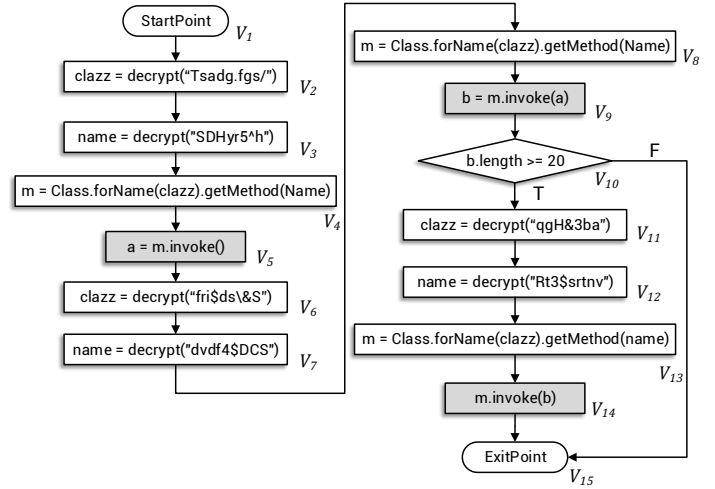 StartPoint
V1
clazz = decrypt(“Tsadg.fgs/”)
V2
name = decrypt("SDHyr5^h”)
V3
m = Class.forName(clazz).getMethod(Name)
V4
a = m.invoke()
V5
clazz = decrypt(“fri$ds\&S”)
V6
name = decrypt("dvdf4$DCS”)
V7
m = Class.forName(clazz).getMethod(Name)
V8
b = m.invoke(a)
V9
b.length >= 20
F
V10
T
clazz = decrypt(“qgH&3ba”)
V11
name = decrypt("Rt3$srtnv”)
V12
m = Class.forName(clazz).getMethod(name)
V13
m.invoke(b)
V14
ExitPoint
V15